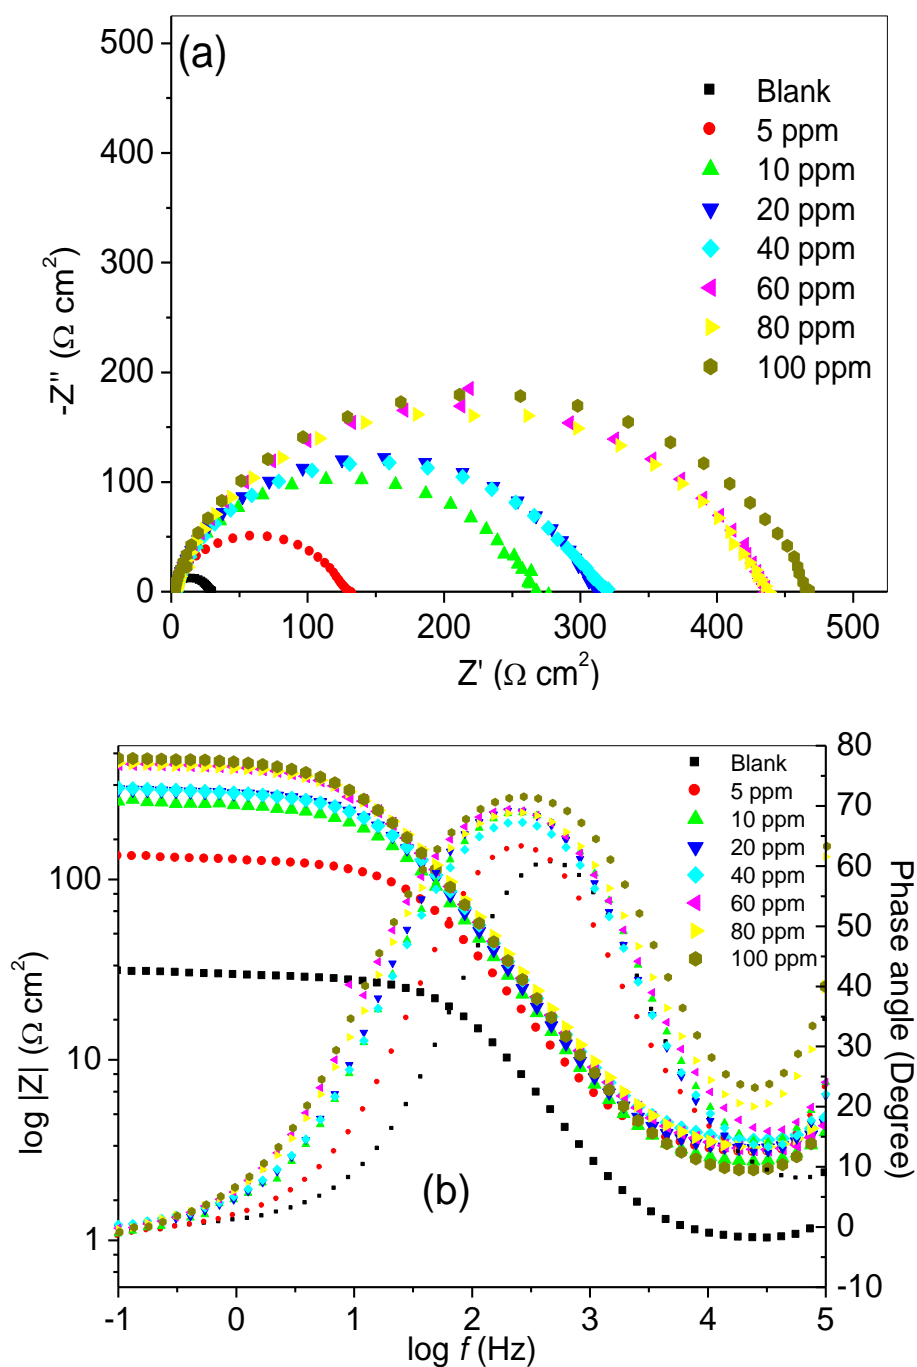 (a)
500
400
300
200
100
0
-Z" (Ω cm²)
Blank
5 ppm
10 ppm
20 ppm
40 ppm
60 ppm
80 ppm
100 ppm
0 100 200 300 400 500
Z' (Ω cm²)
100
10
1
log |Z| (Ω cm²)
Blank
5 ppm
10 ppm
20 ppm
40 ppm
60 ppm
80 ppm
100 ppm
(b)
80
70
60
50
40
30
20
10
0
-10
Phase angle (Degree)
-1 0 1 2 3 4 5
log f (Hz)